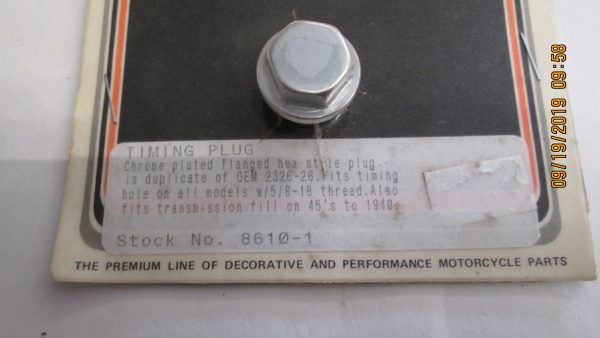 TIMING PLUG
Chrome plated flanged hex style plug
is duplicate of OEM 2326-26.Fits timing
hole on all models w/5/8-18 thread.Also
fits transmission fill on 45's to 1940.
Stock No. 8610-1
THE PREMIUM LINE OF DECORATIVE AND PERFORMANCE MOTORCYCLE PARTS
09/19/2019 09:58